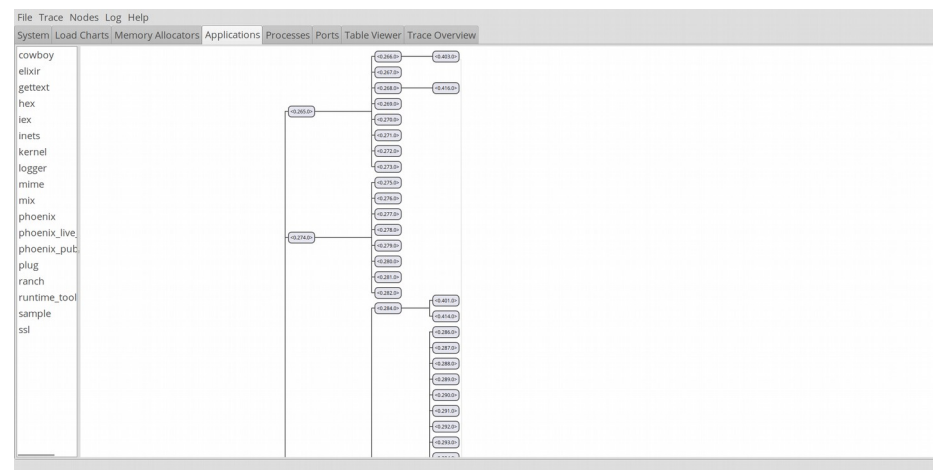 File Trace Nodes Log Help
System Load Charts Memory Allocators Applications Processes Ports Table Viewer Trace Overview
cowboy
elixir
gettext
hex
iex
inets
kernel
logger
mime
mix
phoenix
phoenix_live_
phoenix_pub
plug
ranch
runtime_tool
sample
ssl
<0.265.0>
<0.274.0>
<0.266.0> <0.403.0>
<0.267.0>
<0.268.0> <0.416.0>
<0.269.0>
<0.270.0>
<0.271.0>
<0.272.0>
<0.273.0>
<0.275.0>
<0.276.0>
<0.277.0>
<0.278.0>
<0.279.0>
<0.280.0>
<0.281.0>
<0.282.0>
<0.284.0>
<0.401.0>
<0.414.0>
<0.286.0>
<0.287.0>
<0.288.0>
<0.289.0>
<0.290.0>
<0.291.0>
<0.292.0>
<0.293.0>